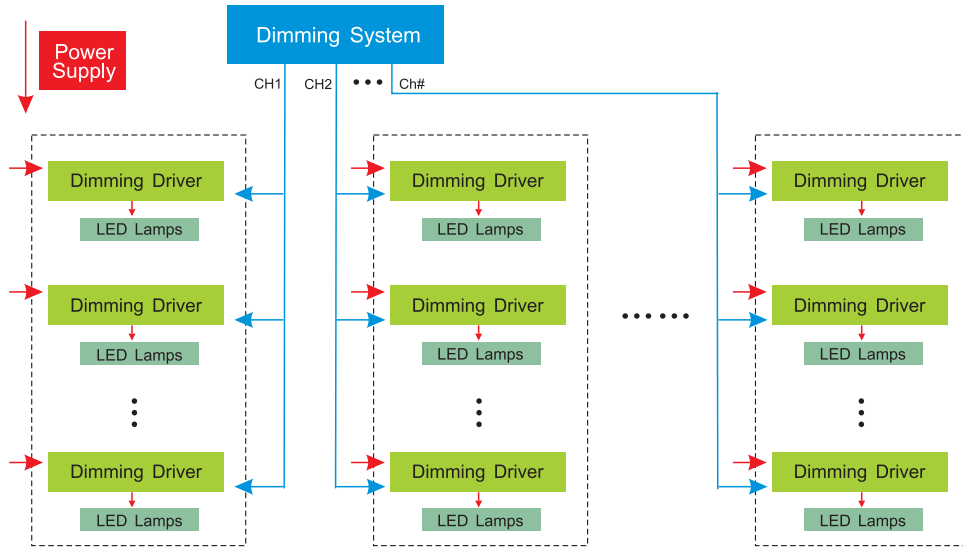 Power
Supply
Dimming System
CH1
CH2
Ch#
Dimming Driver
LED Lamps
Dimming Driver
LED Lamps
Dimming Driver
LED Lamps
Dimming Driver
LED Lamps
Dimming Driver
LED Lamps
Dimming Driver
LED Lamps
Dimming Driver
LED Lamps
Dimming Driver
LED Lamps
Dimming Driver
LED Lamps